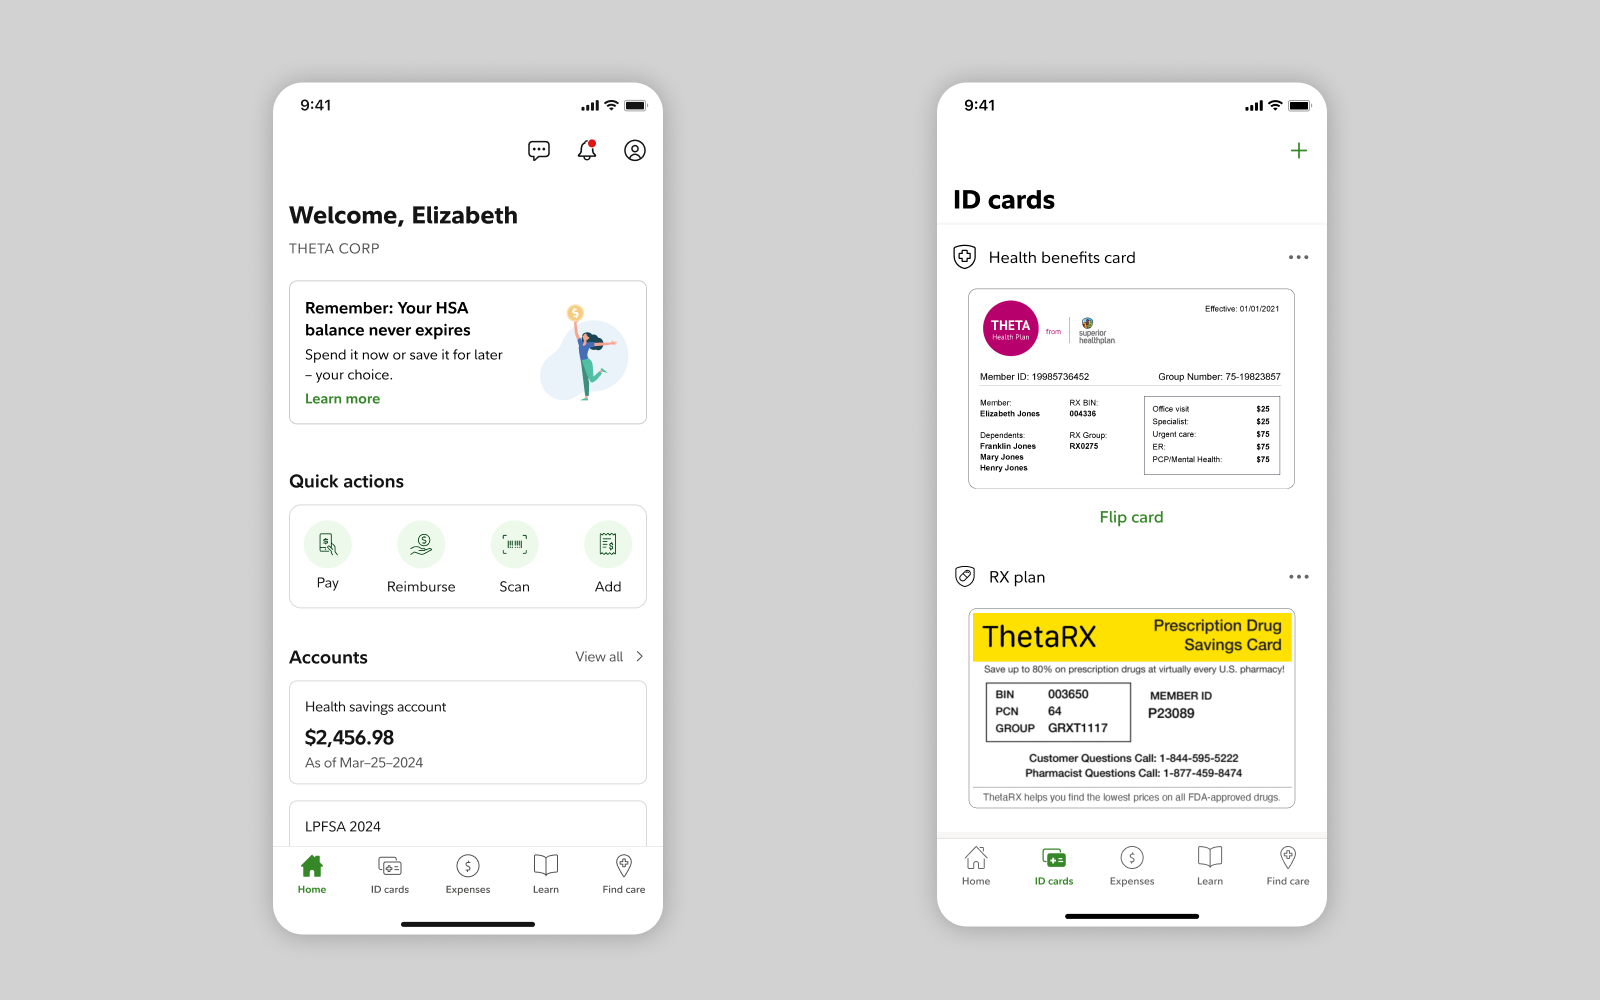 9:41
Welcome, Elizabeth
THETA CORP
Remember: Your HSA
balance never expires
Spend it now or save it for later
– your choice.
Learn more
Quick actions
Pay
Reimburse
Scan
Add
Accounts
View all
Health savings account
$2,456.98
As of Mar–25–2024
LPFSA 2024
Home
ID cards
Expenses
Learn
Find care
9:41
ID cards
Health benefits card
THETA
Health Plan
from
superior
healthplan.
Effective: 01/01/2021
Member ID: 19985736452
Group Number: 75-19823857
Member:
Elizabeth Jones
Dependents:
Franklin Jones
Mary Jones
Henry Jones
RX BIN:
004336
RX Group:
RX0275
Office visit $25
Specialist: $25
Urgent care: $75
ER: $75
PCP/Mental Health: $75
Flip card
RX plan
ThetaRX
Prescription Drug
Savings Card
Save up to 80% on prescription drugs at virtually every U.S. pharmacy!
BIN 003650
PCN 64
GROUP GRXT1117
MEMBER ID
P23089
Customer Questions Call: 1-844-595-5222
Pharmacist Questions Call: 1-877-459-8474
ThetaRX helps you find the lowest prices on all FDA-approved drugs.
Home
ID cards
Expenses
Learn
Find care